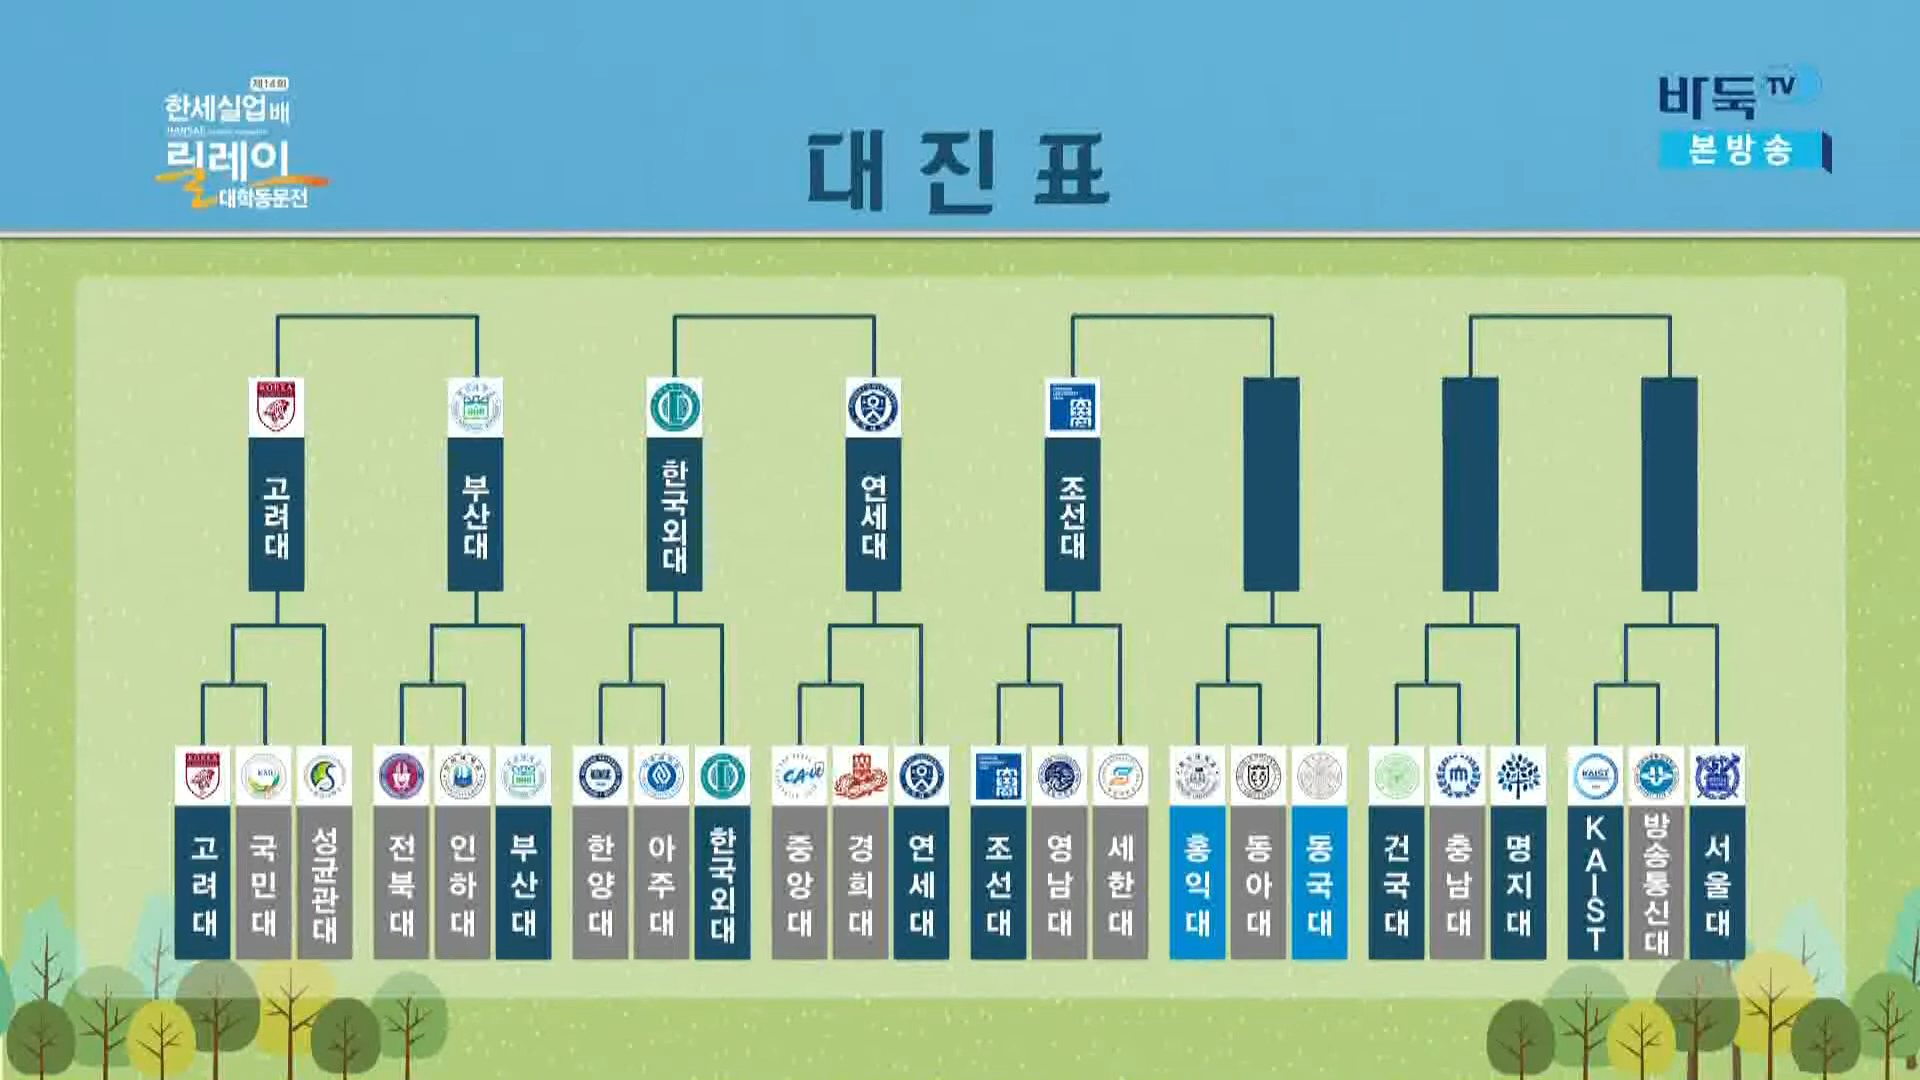 제14회
한세실업배
HANSAE
릴레이
대학동문전
대진표
바둑TV
본방송
KOREA
고려대
부산대
한국외대
연세대
조선대
KOREA
고려대
국민대
성균관대
전북대
인하대
부산대
한양대
아주대
한국외대
CAU
중앙대
경희대
연세대
조선대
영남대
세한대
홍익대
동아대
동국대
건국대
충남대
명지대
KAIST
KAIST
방송통신대
서울대